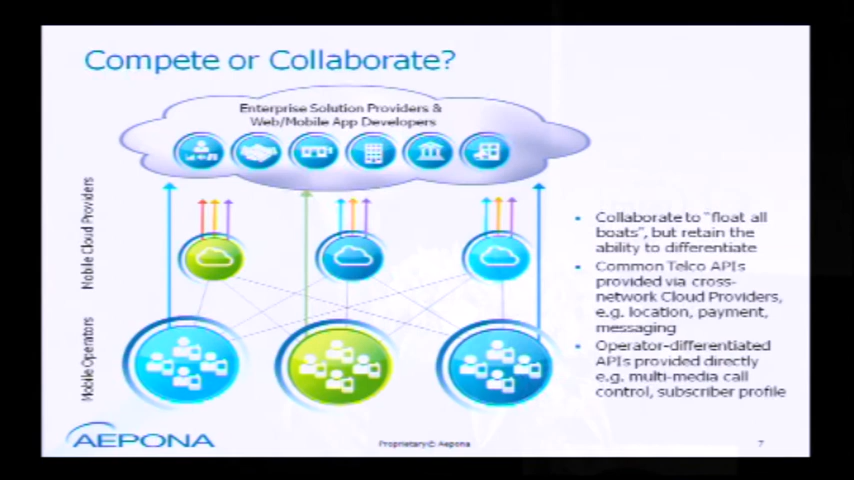 Compete or Collaborate?
Enterprise Solution Providers &
Web/Mobile App Developers
Mobile Cloud Providers
Mobile Operators
• Collaborate to "float all
boats", but retain the
ability to differentiate
• Common Telco APIs
provided via cross-
network Cloud Providers,
e.g. location, payment,
messaging
• Operator-differentiated
APIs provided directly
e.g. multi-media call
control, subscriber profile
AEPONA
Proprietary© Aepona
7